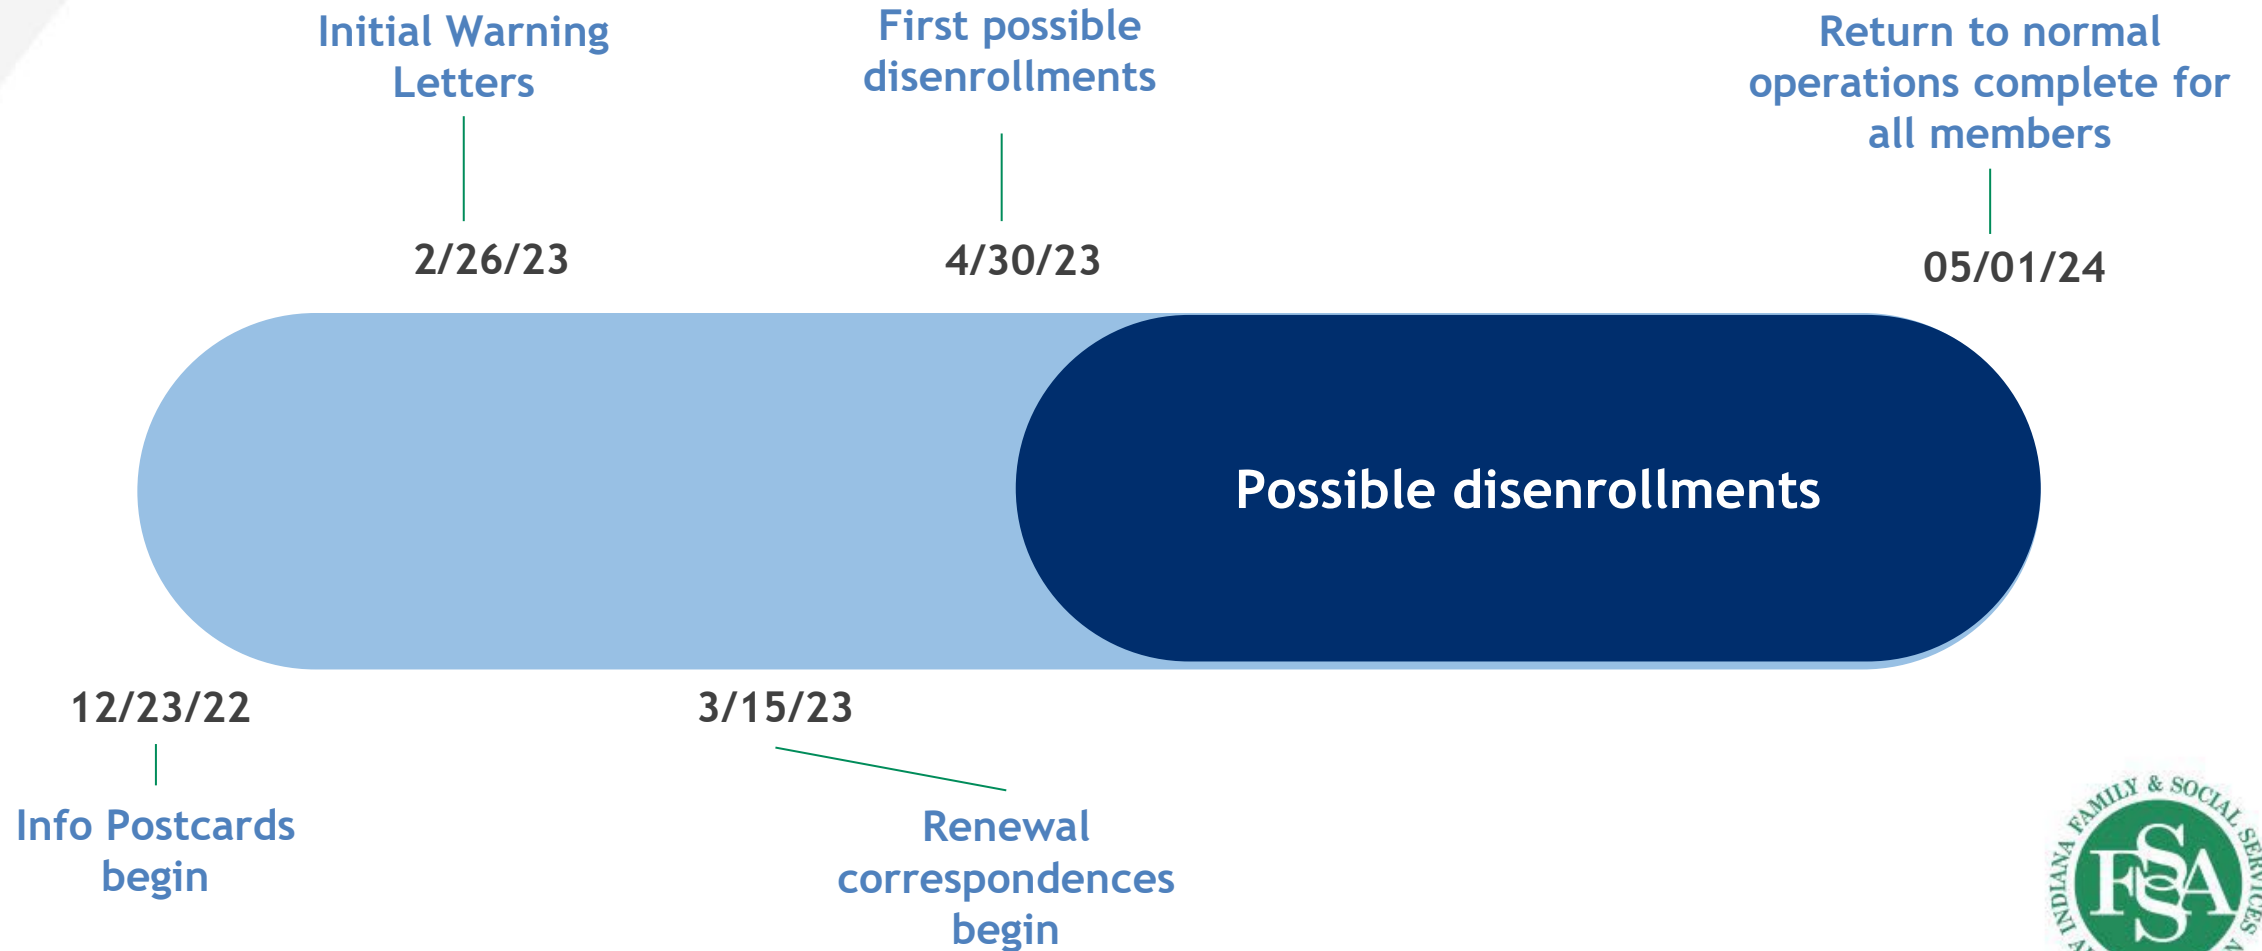 Initial Warning
Letters
First possible
disenrollments
Return to normal
operations complete for
all members
2/26/23
4/30/23
05/01/24
Possible disenrollments
12/23/22
3/15/23
Info Postcards
begin
Renewal
correspondences
begin
INDIANA FAMILY & SOCIAL SERVICES
FSSA